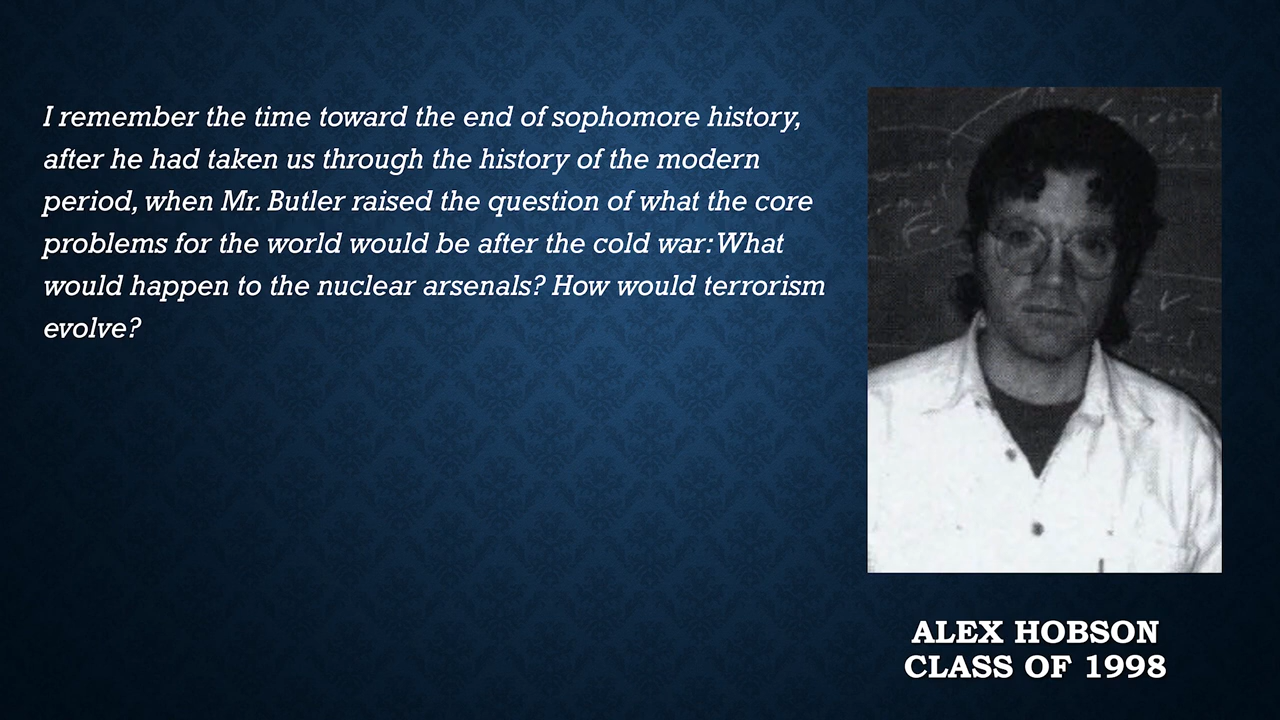 I remember the time toward the end of sophomore history,
after he had taken us through the history of the modern
period, when Mr. Butler raised the question of what the core
problems for the world would be after the cold war: What
would happen to the nuclear arsenals? How would terrorism
evolve?
ALEX HOBSON
CLASS OF 1998